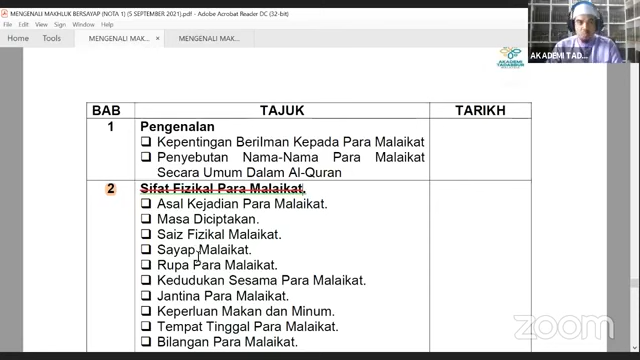 MENGENALI MAKHLUK BERSAYAP (NOTA 1) (5 SEPTEMBER 2021).pdf - Adobe Acrobat Reader DC (32-bit)
File Edit View Sign Window Help
Home Tools MENGENALI MAK... × MENGENALI MAK...
AKADEMI TAD...
AKADEMI
TADABBUR
BAB TAJUK TARIKH
1 Pengenalan
Kepentingan Berilman Kepada Para Malaikat
Penyebutan Nama-Nama Para Malaikat
Secara Umum Dalam Al-Quran
2 Sifat Fizikal Para Malaikat.
Asal Kejadian Para Malaikat.
Masa Diciptakan.
Saiz Fizikal Malaikat.
Sayap Malaikat.
Rupa Para Malaikat.
Kedudukan Sesama Para Malaikat.
Jantina Para Malaikat.
Keperluan Makan dan Minum.
Tempat Tinggal Para Malaikat.
Bilangan Para Malaikat.
zoom